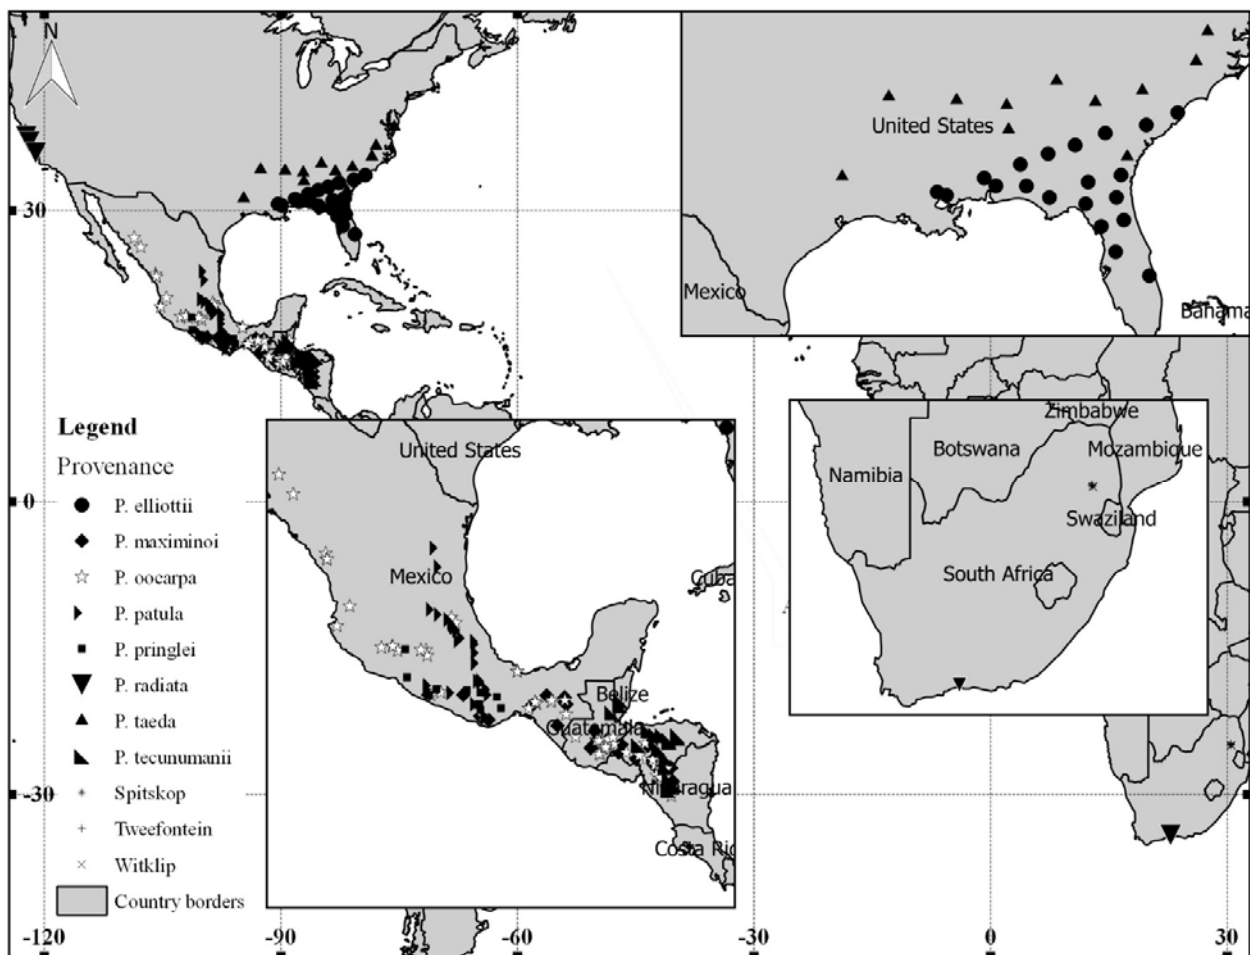 N
United States
Mexico
Bahama
30
Legend
Provenance
P. elliottii
P. maximinoi
P. oocarpa
P. patula
P. pringlei
P. radiata
P. taeda
P. tecunumanii
Spitskop
Tweefontein
Witklip
Country borders
United States
Mexico
Cuba
Belize
Guatemala
Nicaragua
Costa Ric
Zimbabwe
Botswana
Mozambique
Namibia
Swaziland
South Africa
0
-30
-120
-90
-60
-30
0
30